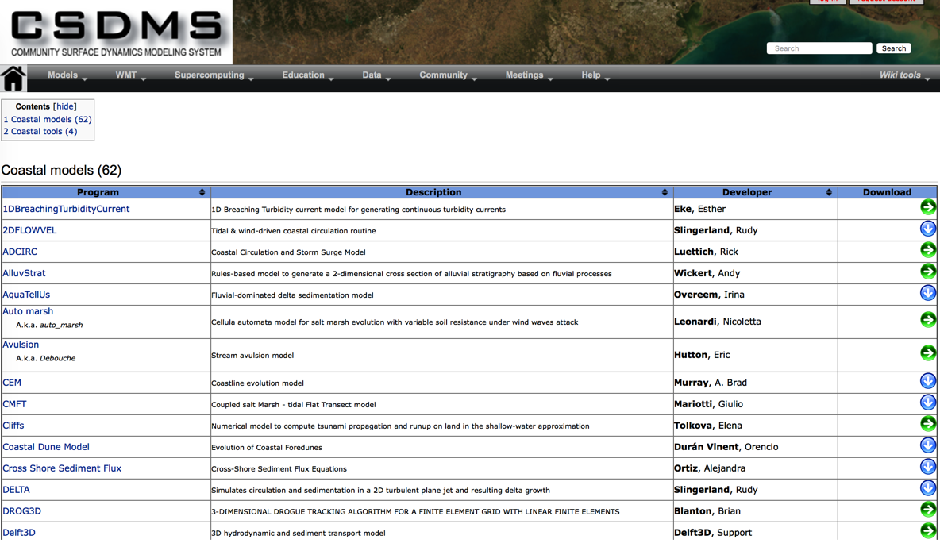 CSDMS
COMMUNITY SURFACE DYNAMICS MODELING SYSTEM
Search
Search
Models
WMT
Supercomputing
Education
Data
Community
Meetings
Help
Wiki tools
Contents [hide]
1 Coastal models (62)
2 Coastal tools (4)
Coastal models (62)
Program Description Developer Download
1DBreachingTurbidityCurrent 1D Breaching Turbidity current model for generating continuous turbidity currents Eke, Esther
2DFLOWVEL Tidal & wind-driven coastal circulation routine Slingerland, Rudy
ADCIRC Coastal Circulation and Storm Surge Model Luettich, Rick
AlluvStrat Rules-based model to generate a 2-dimensional cross section of alluvial stratigraphy based on fluvial processes Wickert, Andy
AquaTellUs Fluvial-dominated delta sedimentation model Overeem, Irina
Auto marsh
A.k.a. auto_marsh Cellula automata model for salt marsh evolution with variable soil resistance under wind waves attack Leonardi, Nicoletta
Avulsion
A.k.a. Debouche Stream avulsion model Hutton, Eric
CEM Coastline evolution model Murray, A. Brad
CMFT Coupled salt Marsh - tidal Flat Transect model Mariotti, Giulio
Cliffs Numerical model to compute tsunami propagation and runup on land in the shallow-water approximation Tolkova, Elena
Coastal Dune Model Evolution of Coastal Foredunes Durán Vinent, Orencio
Cross Shore Sediment Flux Cross-Shore Sediment Flux Equations Ortiz, Alejandra
DELTA Simulates circulation and sedimentation in a 2D turbulent plane jet and resulting delta growth Slingerland, Rudy
DROG3D 3-DIMENSIONAL DROGUE TRACKING ALGORITHM FOR A FINITE ELEMENT GRID WITH LINEAR FINITE ELEMENTS Blanton, Brian
Delft3D 3D hydrodynamic and sediment transport model Delft3D, Support